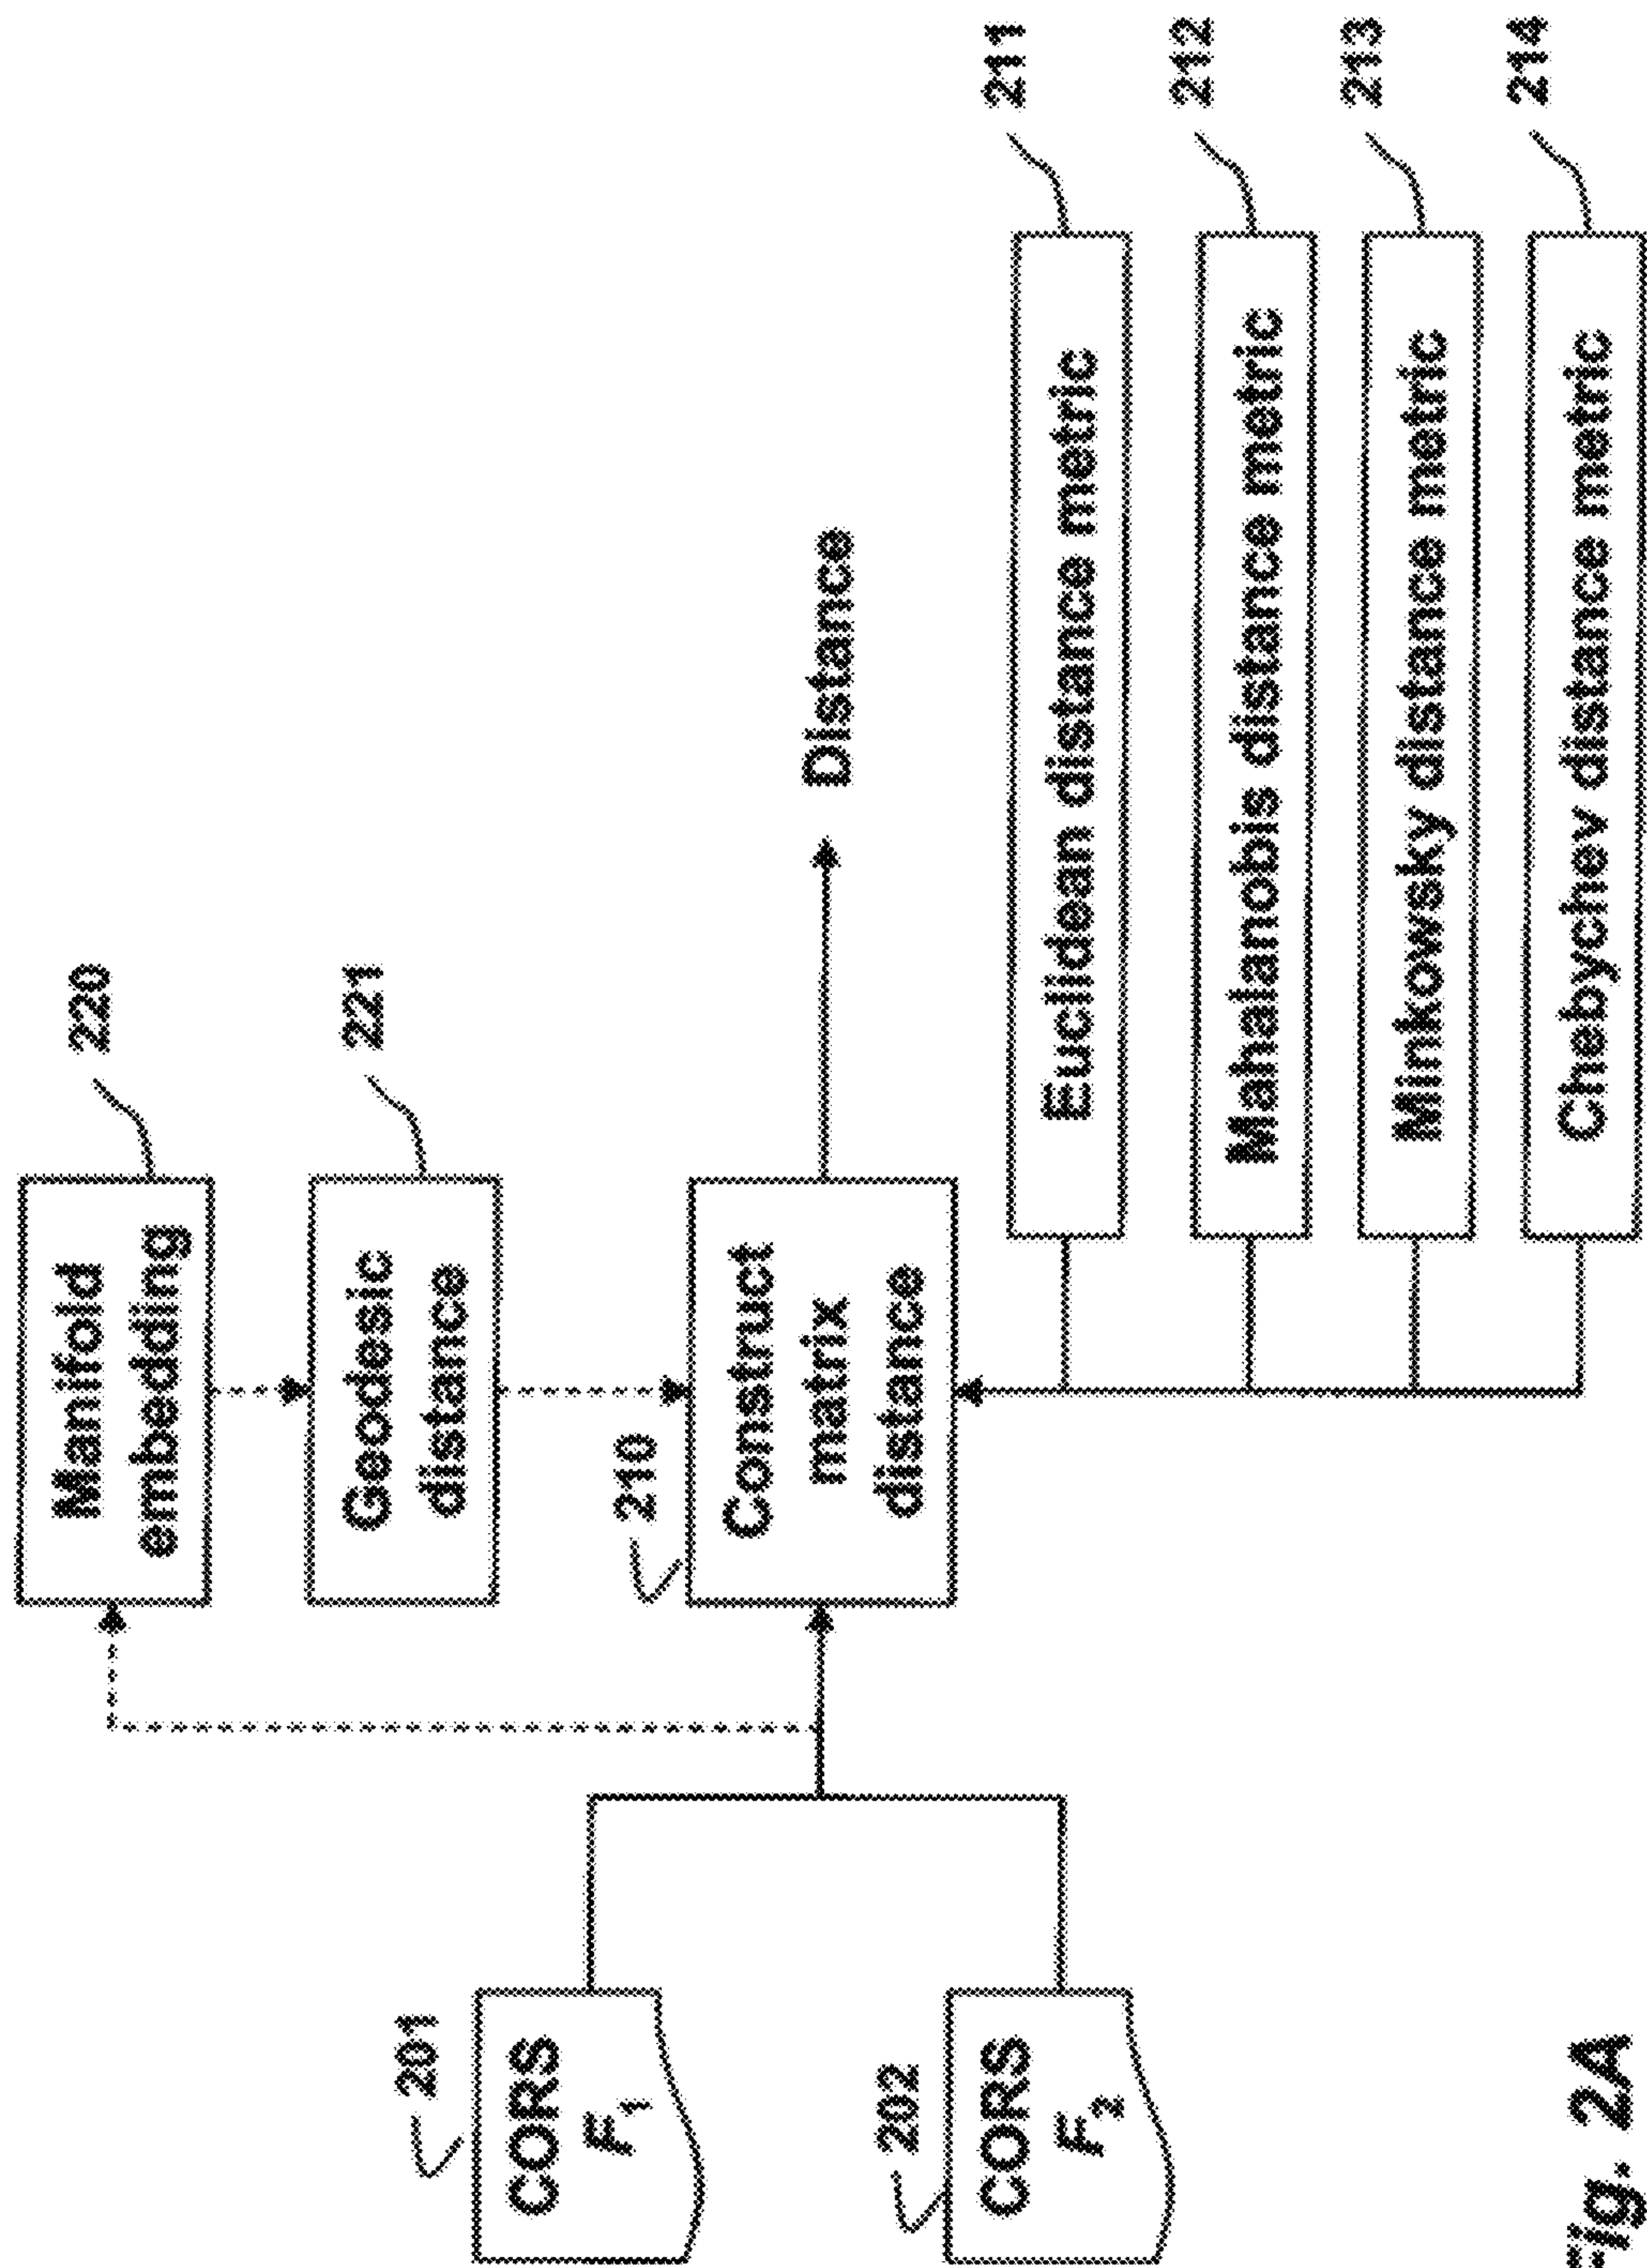 220
Manifold
embedding
221
Geodesic
distance
210
Construct
matrix
distance
Distance
201
CORS
F1
202
CORS
F2
Euclidean distance metric
211
Mahalanobis distance metric
212
Minkowsky distance metric
213
Chebychev distance metric
214
Fig. 2A